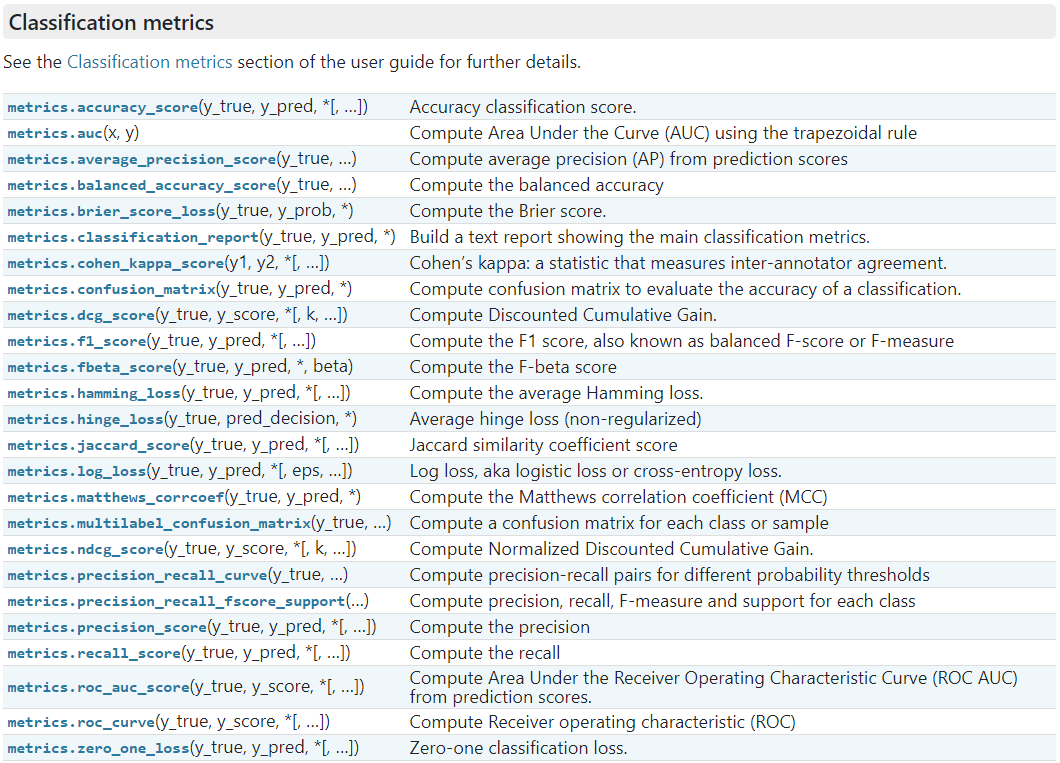 Classification metrics
See the Classification metrics section of the user guide for further details.
metrics.accuracy_score(y_true, y_pred, *[, ...]) Accuracy classification score.
metrics.auc(x, y) Compute Area Under the Curve (AUC) using the trapezoidal rule
metrics.average_precision_score(y_true, ...) Compute average precision (AP) from prediction scores
metrics.balanced_accuracy_score(y_true, ...) Compute the balanced accuracy
metrics.brier_score_loss(y_true, y_prob, *) Compute the Brier score.
metrics.classification_report(y_true, y_pred, *) Build a text report showing the main classification metrics.
metrics.cohen_kappa_score(y1, y2, *[, ...]) Cohen's kappa: a statistic that measures inter-annotator agreement.
metrics.confusion_matrix(y_true, y_pred, *) Compute confusion matrix to evaluate the accuracy of a classification.
metrics.dcg_score(y_true, y_score, *[, k, ...]) Compute Discounted Cumulative Gain.
metrics.f1_score(y_true, y_pred, *[, ...]) Compute the F1 score, also known as balanced F-score or F-measure
metrics.fbeta_score(y_true, y_pred, *, beta) Compute the F-beta score
metrics.hamming_loss(y_true, y_pred, *[, ...]) Compute the average Hamming loss.
metrics.hinge_loss(y_true, pred_decision, *) Average hinge loss (non-regularized)
metrics.jaccard_score(y_true, y_pred, *[, ...]) Jaccard similarity coefficient score
metrics.log_loss(y_true, y_pred, *[, eps, ...]) Log loss, aka logistic loss or cross-entropy loss.
metrics.matthews_corrcoef(y_true, y_pred, *) Compute the Matthews correlation coefficient (MCC)
metrics.multilabel_confusion_matrix(y_true, ...) Compute a confusion matrix for each class or sample
metrics.ndcg_score(y_true, y_score, *[, k, ...]) Compute Normalized Discounted Cumulative Gain.
metrics.precision_recall_curve(y_true, ...) Compute precision-recall pairs for different probability thresholds
metrics.precision_recall_fscore_support(...) Compute precision, recall, F-measure and support for each class
metrics.precision_score(y_true, y_pred, *[, ...]) Compute the precision
metrics.recall_score(y_true, y_pred, *[, ...]) Compute the recall
metrics.roc_auc_score(y_true, y_score, *[, ...]) Compute Area Under the Receiver Operating Characteristic Curve (ROC AUC)
from prediction scores.
metrics.roc_curve(y_true, y_score, *[, ...]) Compute Receiver operating characteristic (ROC)
metrics.zero_one_loss(y_true, y_pred, *[, ...]) Zero-one classification loss.